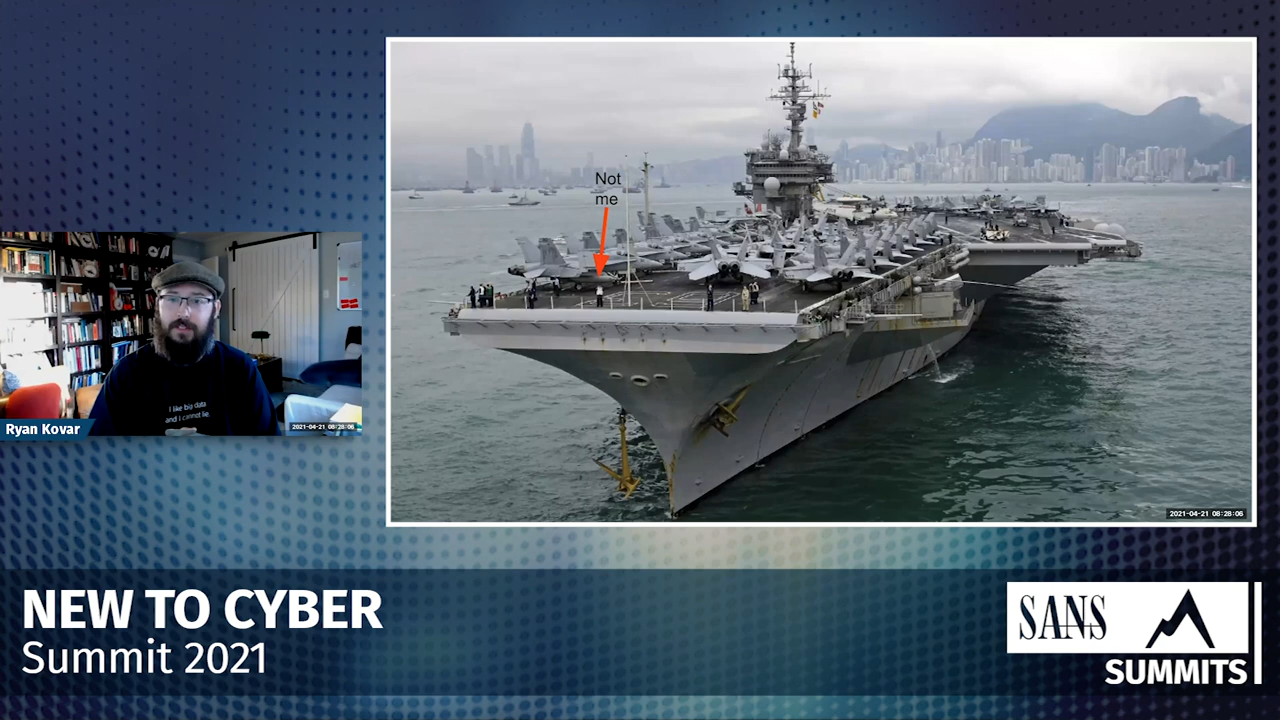 Not
me
I like big data
and I cannot lie.
Ryan Kovar
2021-04-21 08:28:06
2021-04-21 08:28:06
NEW TO CYBER
Summit 2021
SANS
SUMMITS